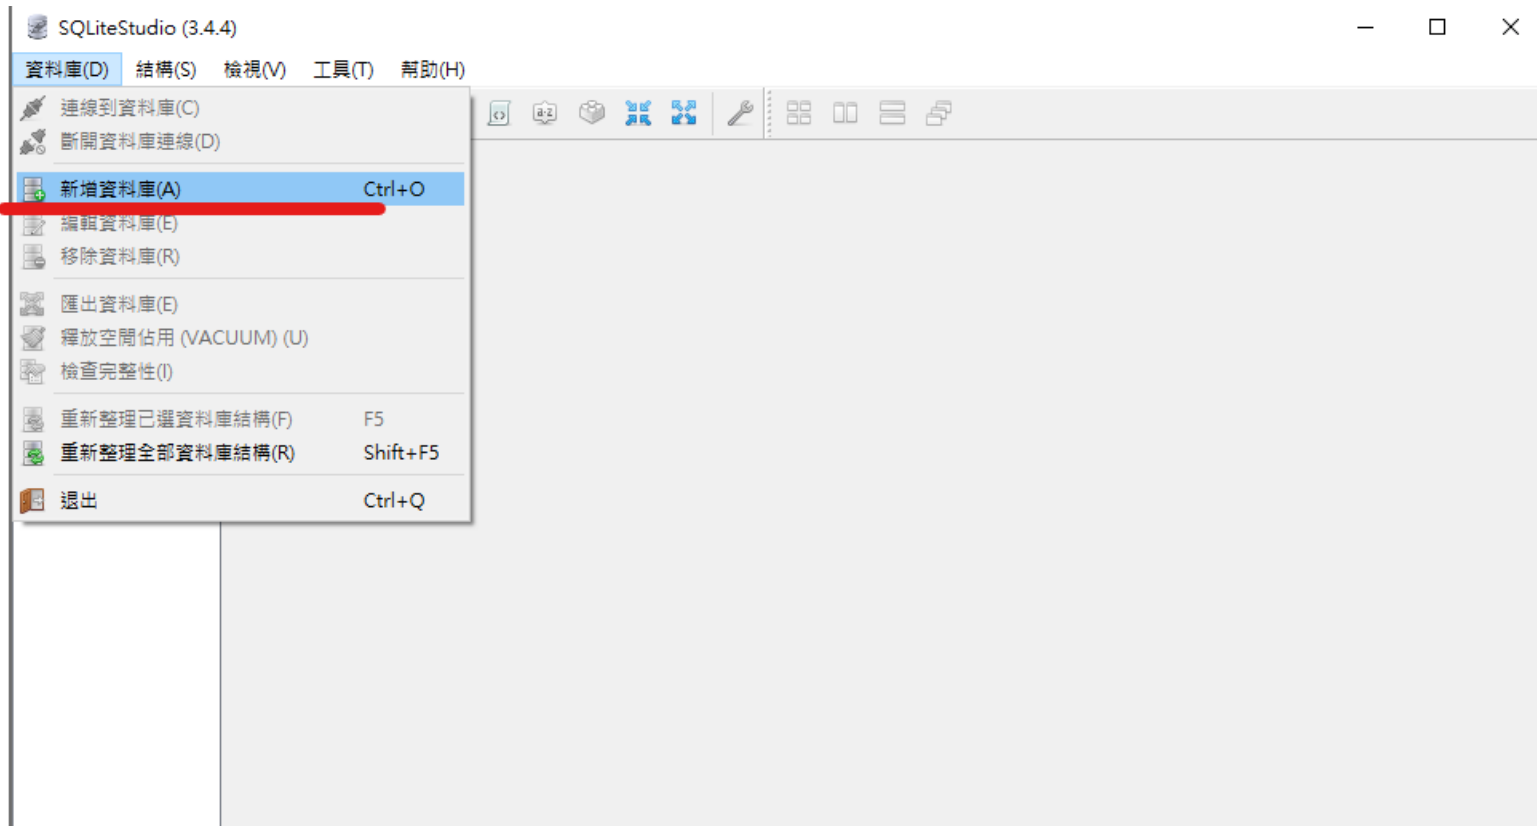 SQLiteStudio (3.4.4)
資料庫(D) 結構(S) 檢視(V) 工具(T) 幫助(H)
連線到資料庫(C)
斷開資料庫連線(D)
新增資料庫(A) Ctrl+O
編輯資料庫(E)
移除資料庫(R)
匯出資料庫(E)
釋放空間佔用 (VACUUM) (U)
檢查完整性(I)
重新整理已選資料庫結構(F) F5
重新整理全部資料庫結構(R) Shift+F5
退出 Ctrl+Q